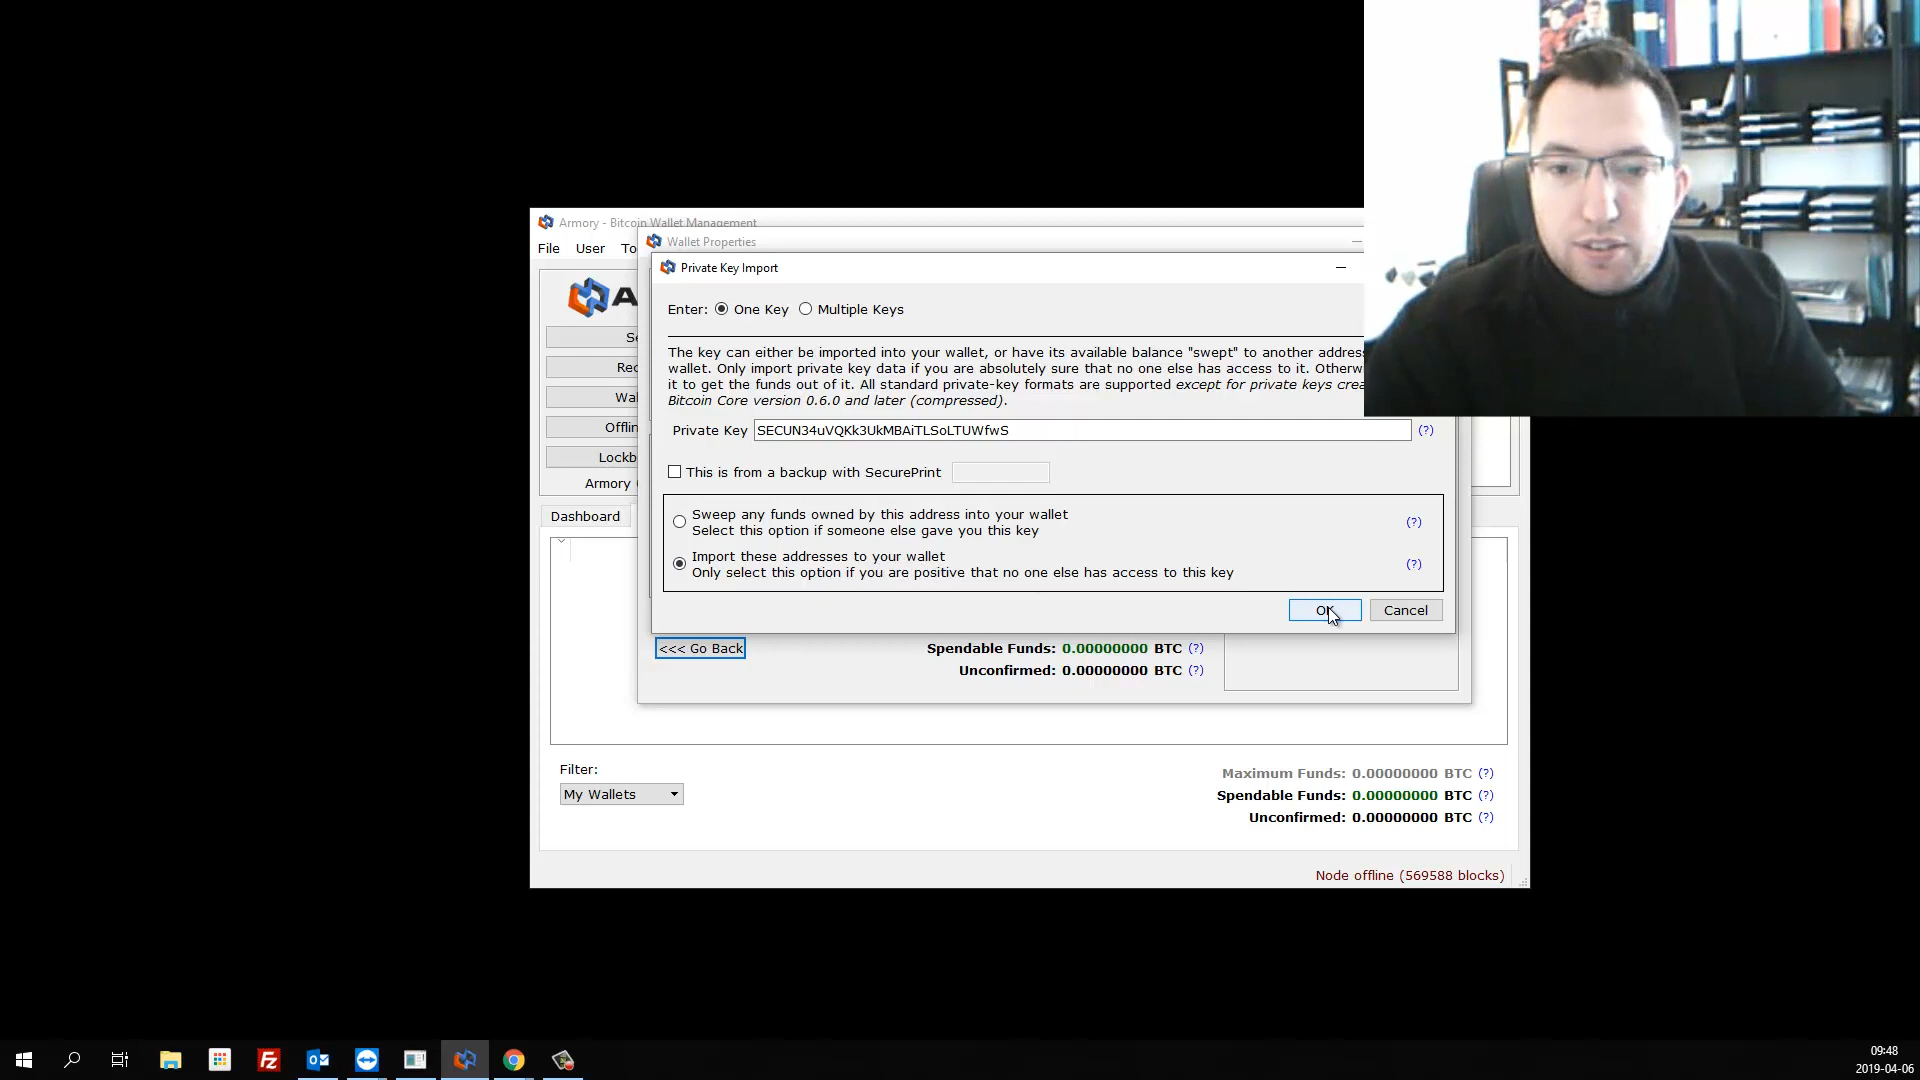 Armory - Bitcoin Wallet Management
File User To
Wallet Properties
Private Key Import
Enter: One Key Multiple Keys
The key can either be imported into your wallet, or have its available balance "swept" to another addres
wallet. Only import private key data if you are absolutely sure that no one else has access to it. Otherw
it to get the funds out of it. All standard private-key formats are supported except for private keys crea
Bitcoin Core version 0.6.0 and later (compressed).
Private Key SECUN34uVQKk3UkMBAiTLSoLTUWfwS (?)
This is from a backup with SecurePrint
Sweep any funds owned by this address into your wallet
Select this option if someone else gave you this key
(?)
Import these addresses to your wallet
Only select this option if you are positive that no one else has access to this key
(?)
OK Cancel
A
Se
Rec
Wal
Offlin
Lockb
Armory
Dashboard
<<< Go Back
Spendable Funds: 0.00000000 BTC (?)
Unconfirmed: 0.00000000 BTC (?)
Filter:
My Wallets
Maximum Funds: 0.00000000 BTC (?)
Spendable Funds: 0.00000000 BTC (?)
Unconfirmed: 0.00000000 BTC (?)
Node offline (569588 blocks)
09:48
2019-04-06